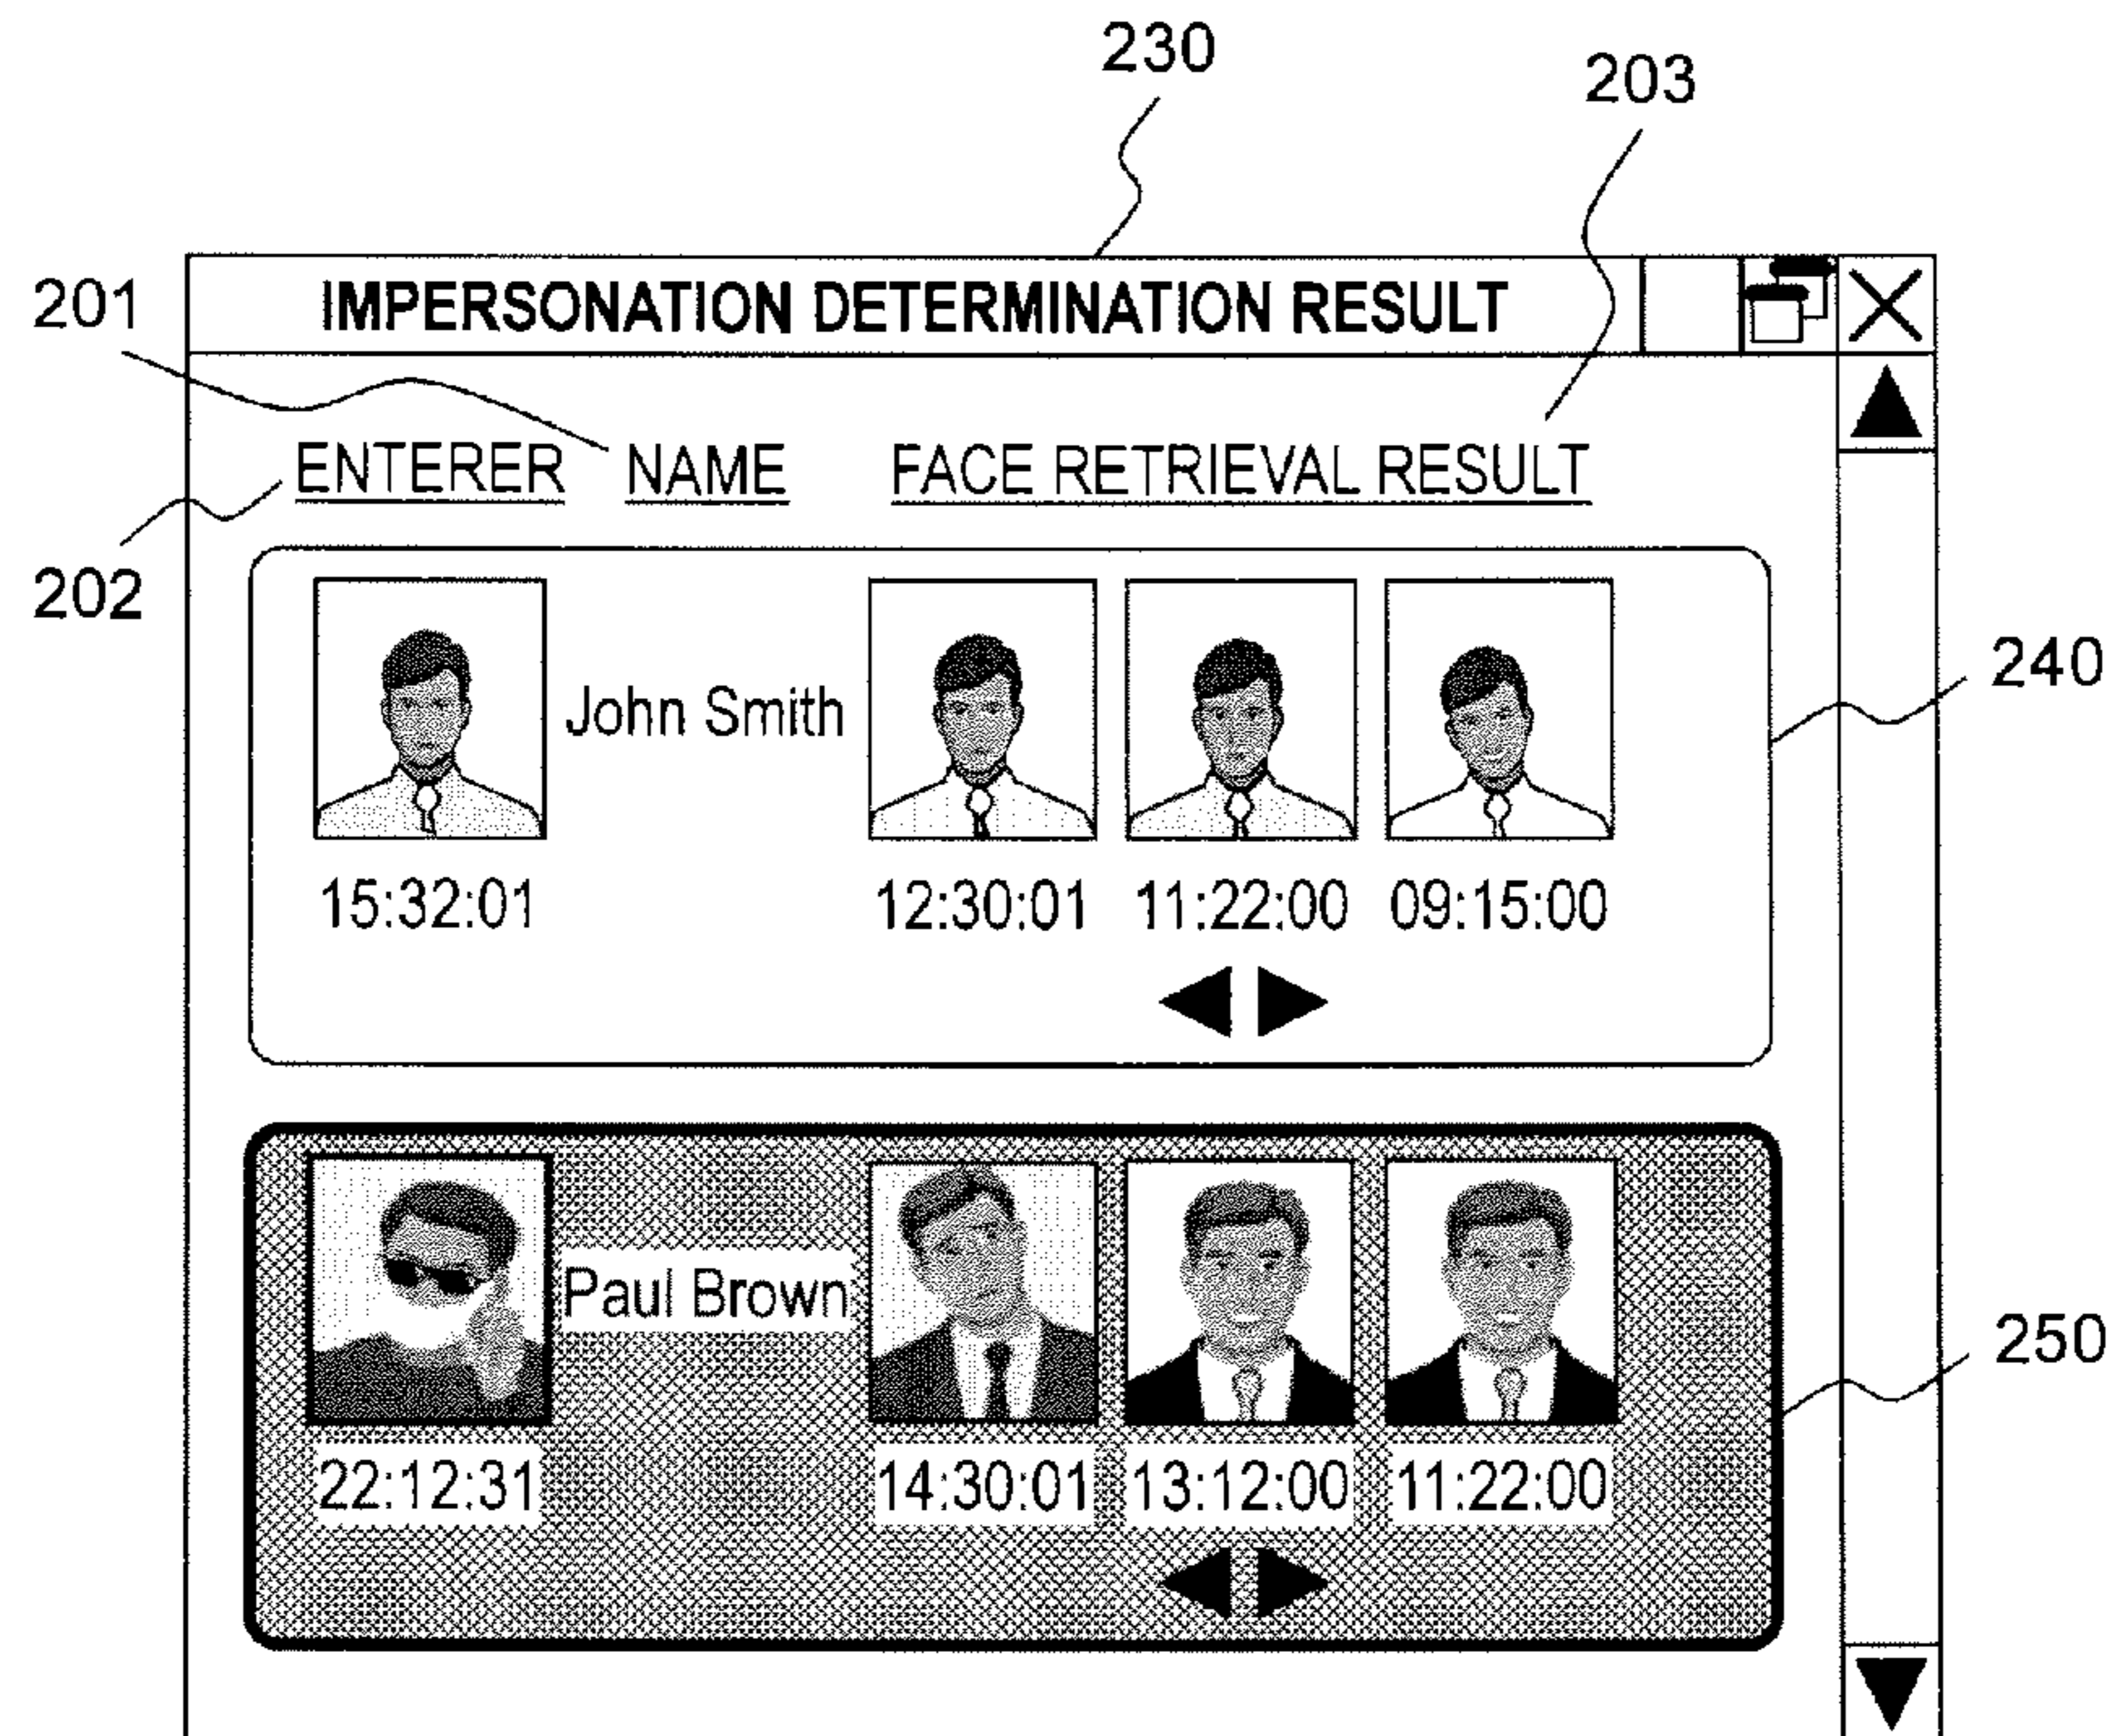 230
203
201
IMPERSONATION DETERMINATION RESULT
ENTERER NAME FACE RETRIEVAL RESULT
202
240
John Smith
15:32:01 12:30:01 11:22:00 09:15:00
Paul Brown
250
22:12:31 14:30:01 13:12:00 11:22:00